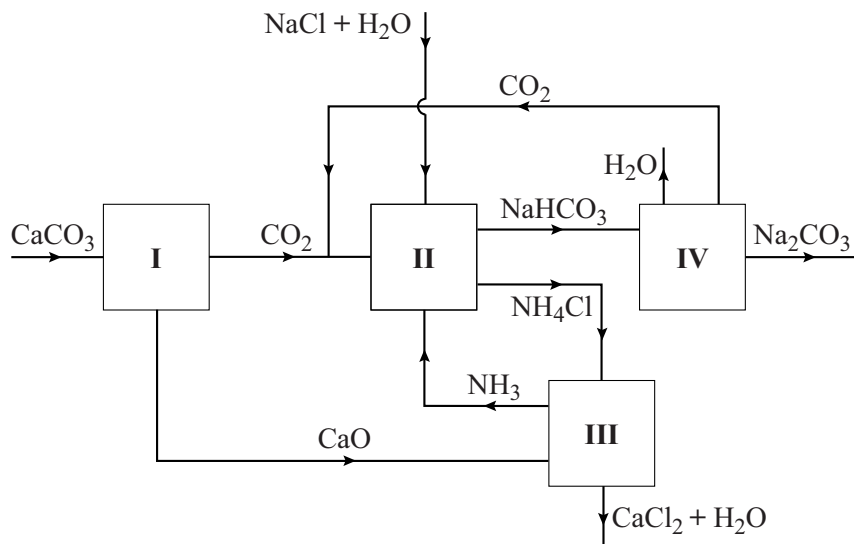 NaCl + H₂O
CO₂
H₂O
NaHCO₃
CaCO₃
CO₂
Na₂CO₃
I
II
IV
NH₄Cl
NH₃
III
CaO
CaCl₂ + H₂O